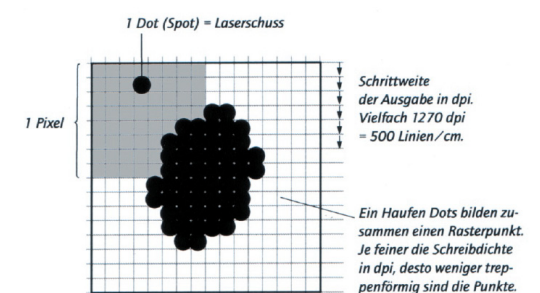 1 Dot (Spot) = Laserschuss
1 Pixel
Schrittweite
der Ausgabe in dpi.
Vielfach 1270 dpi
= 500 Linien/cm.
Ein Haufen Dots bilden zu-
sammen einen Rasterpunkt.
Je feiner die Schreibdichte
in dpi, desto weniger trep-
penförmig sind die Punkte.